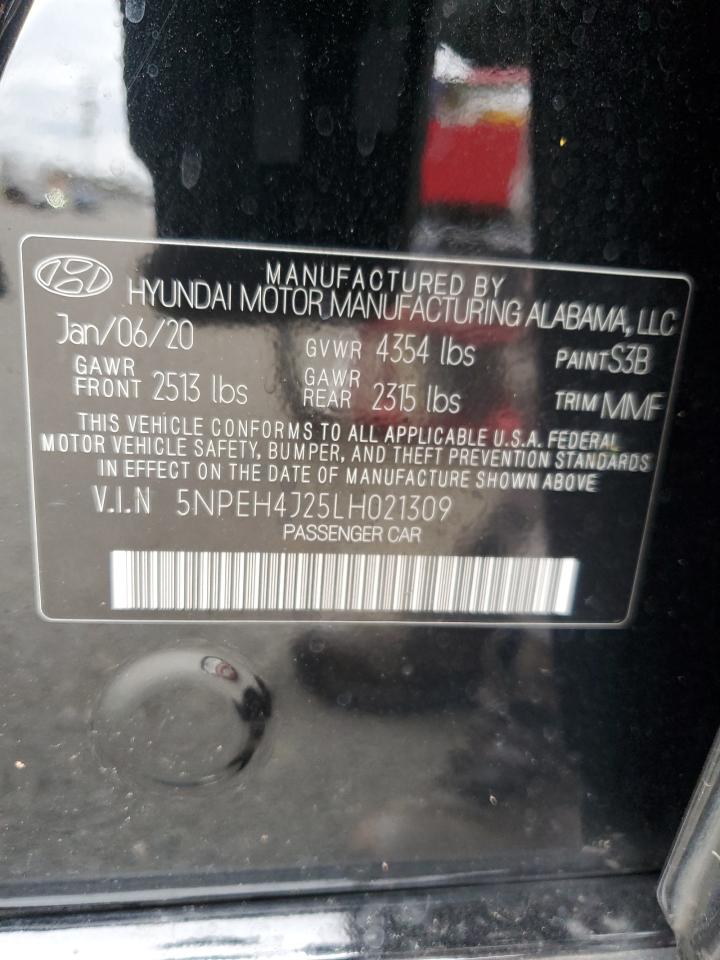 MANUFACTURED BY
HYUNDAI MOTOR MANUFACTURING ALABAMA, LLC
Jan/06/20 GVWR 4354 lbs PAINT S3B
GAWR FRONT 2513 lbs GAWR REAR 2315 lbs TRIM MMF
THIS VEHICLE CONFORMS TO ALL APPLICABLE U.S.A. FEDERAL
MOTOR VEHICLE SAFETY, BUMPER, AND THEFT PREVENTION STANDARDS
IN EFFECT ON THE DATE OF MANUFACTURE SHOWN ABOVE
V.I.N 5NPEH4J25LH021309
PASSENGER CAR